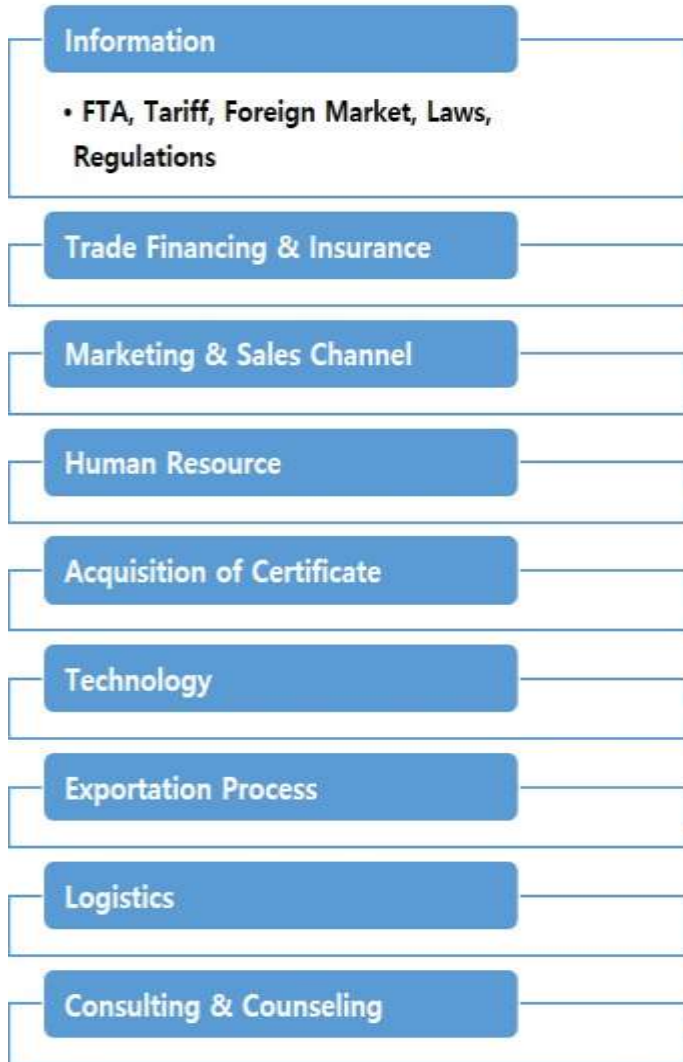 Information
• FTA, Tariff, Foreign Market, Laws,
Regulations
Trade Financing & Insurance
Marketing & Sales Channel
Human Resource
Acquisition of Certificate
Technology
Exportation Process
Logistics
Consulting & Counseling